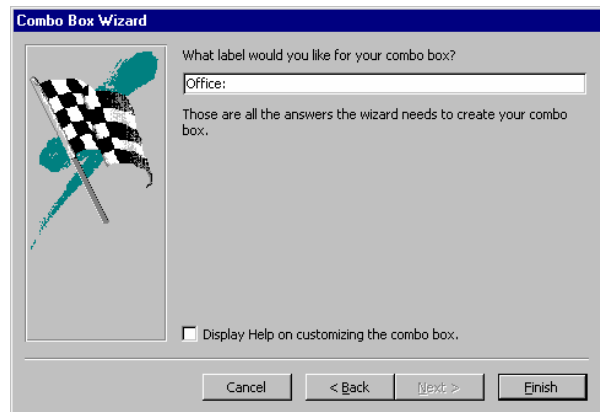 Combo Box Wizard
What label would you like for your combo box?
Office:
Those are all the answers the wizard needs to create your combo
box.
Display Help on customizing the combo box.
Cancel
< Back
Next >
Finish